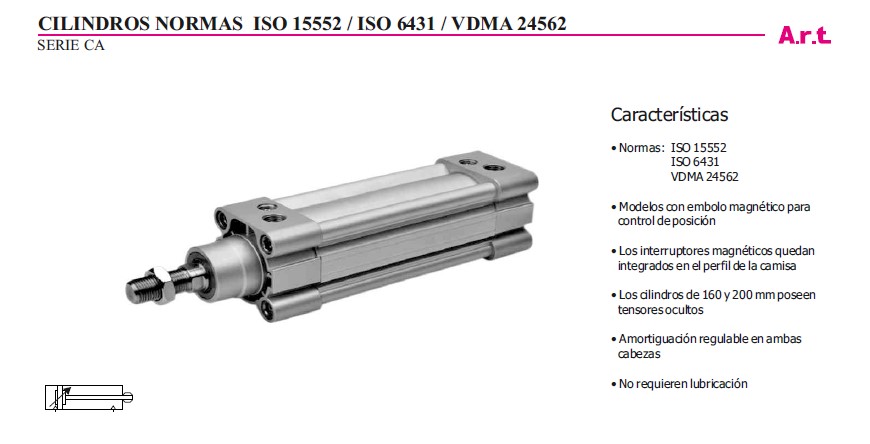 CILINDROS NORMAS ISO 15552 / ISO 6431 / VDMA 24562
SERIE CA
A.r.t.
Características
• Normas: ISO 15552
ISO 6431
VDMA 24562
• Modelos con embolo magnético para
control de posición
• Los interruptores magnéticos quedan
integrados en el perfil de la camisa
• Los cilindros de 160 y 200 mm poseen
tensores ocultos
• Amortiguación regulable en ambas
cabezas
• No requieren lubricación